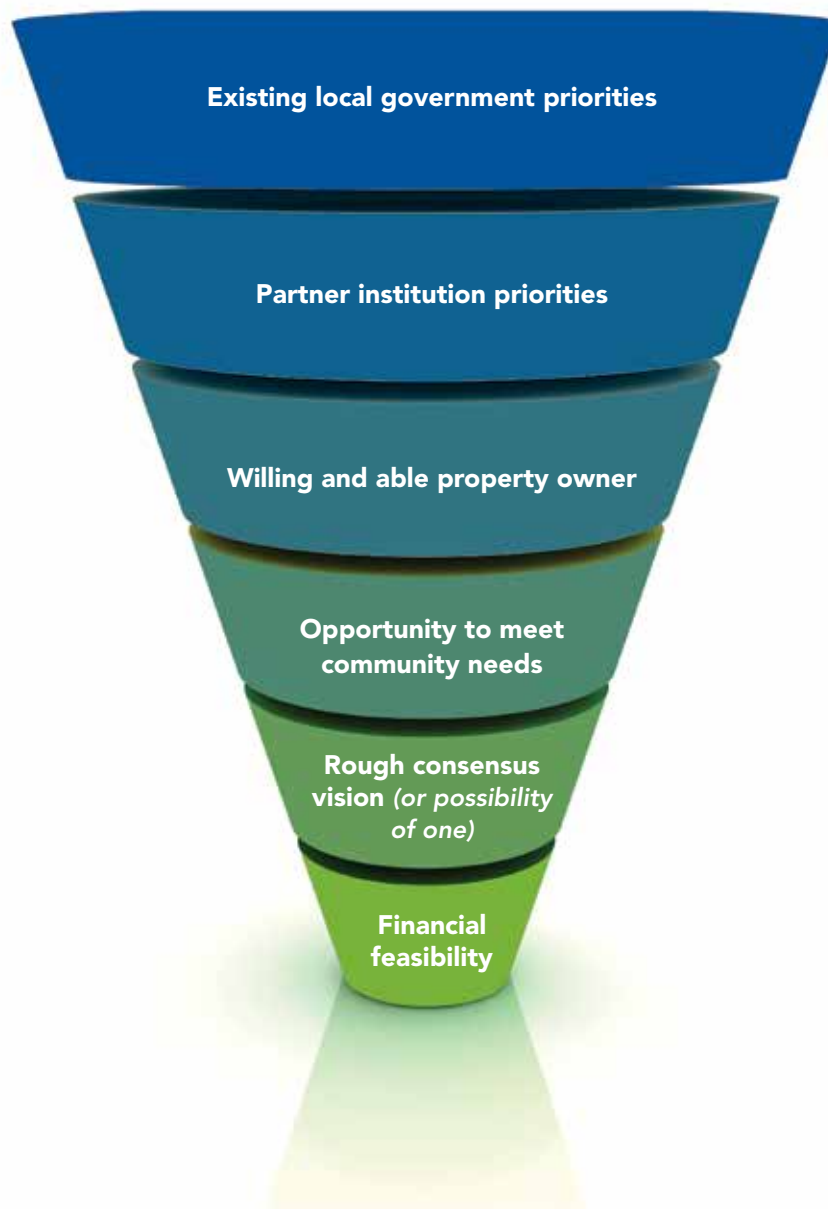 Existing local government priorities
Partner institution priorities
Willing and able property owner
Opportunity to meet
community needs
Rough consensus
vision (or possibility
of one)
Financial
feasibility